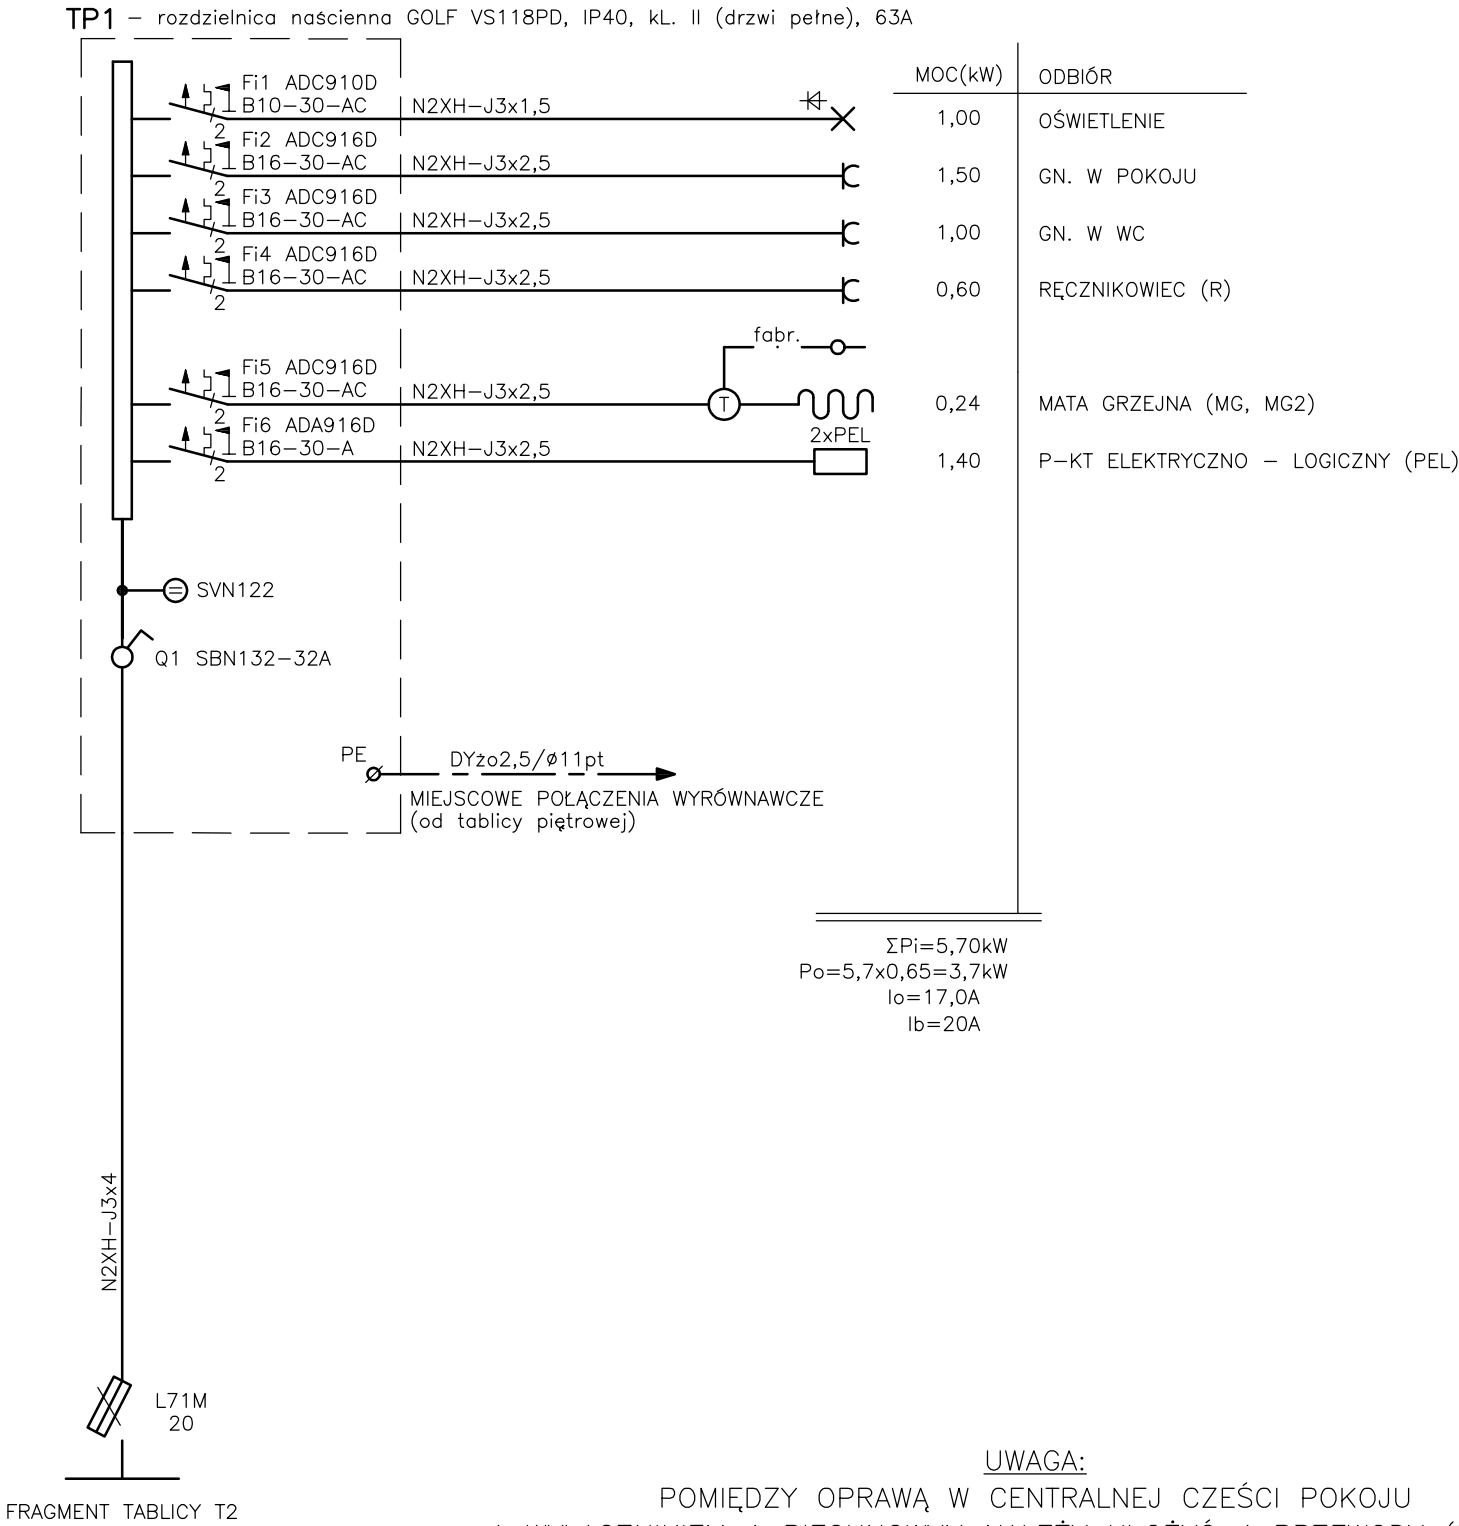 TP1 – rozdzielnica naścienna GOLF VS118PD, IP40, kL. II (drzwi pełne), 63A
MOC(kW) ODBIÓR
Fi1 ADC910D
B10-30-AC N2XH-J3x1,5
2
1,00 OŚWIETLENIE
Fi2 ADC916D
B16-30-AC N2XH-J3x2,5
2
1,50 GN. W POKOJU
Fi3 ADC916D
B16-30-AC N2XH-J3x2,5
2
1,00 GN. W WC
Fi4 ADC916D
B16-30-AC N2XH-J3x2,5
2
0,60 RĘCZNIKOWIEC (R)
fabr.
Fi5 ADC916D
B16-30-AC N2XH-J3x2,5
2
T
0,24 MATA GRZEJNA (MG, MG2)
Fi6 ADA916D
B16-30-A N2XH-J3x2,5
2
2xPEL
1,40 P-KT ELEKTRYCZNO – LOGICZNY (PEL)
SVN122
Q1 SBN132-32A
PE
DYżo2,5/ø11pt
MIEJSCOWE POŁĄCZENIA WYRÓWNAWCZE
(od tablicy piętrowej)
ΣPi=5,70kW
Po=5,7x0,65=3,7kW
Io=17,0A
Ib=20A
N2XH-J3x4
L71M
20
FRAGMENT TABLICY T2
UWAGA:
POMIĘDZY OPRAWĄ W CENTRALNEJ CZEŚCI POKOJU